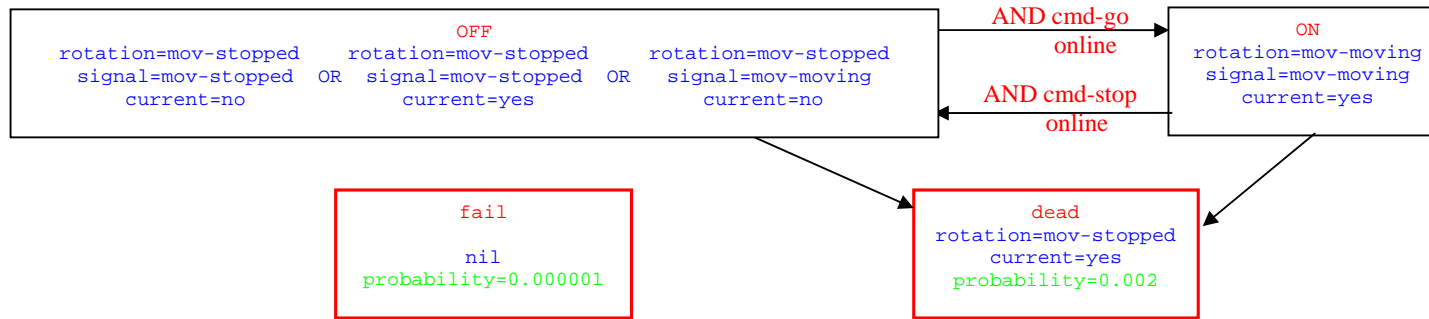 OFF
rotation=mov-stopped rotation=mov-stopped rotation=mov-stopped
signal=mov-stopped OR signal=mov-stopped OR signal=mov-moving
current=no current=yes current=no
AND cmd-go
online
AND cmd-stop
online
ON
rotation=mov-moving
signal=mov-moving
current=yes
fail
nil
probability=0.000001
dead
rotation=mov-stopped
current=yes
probability=0.002